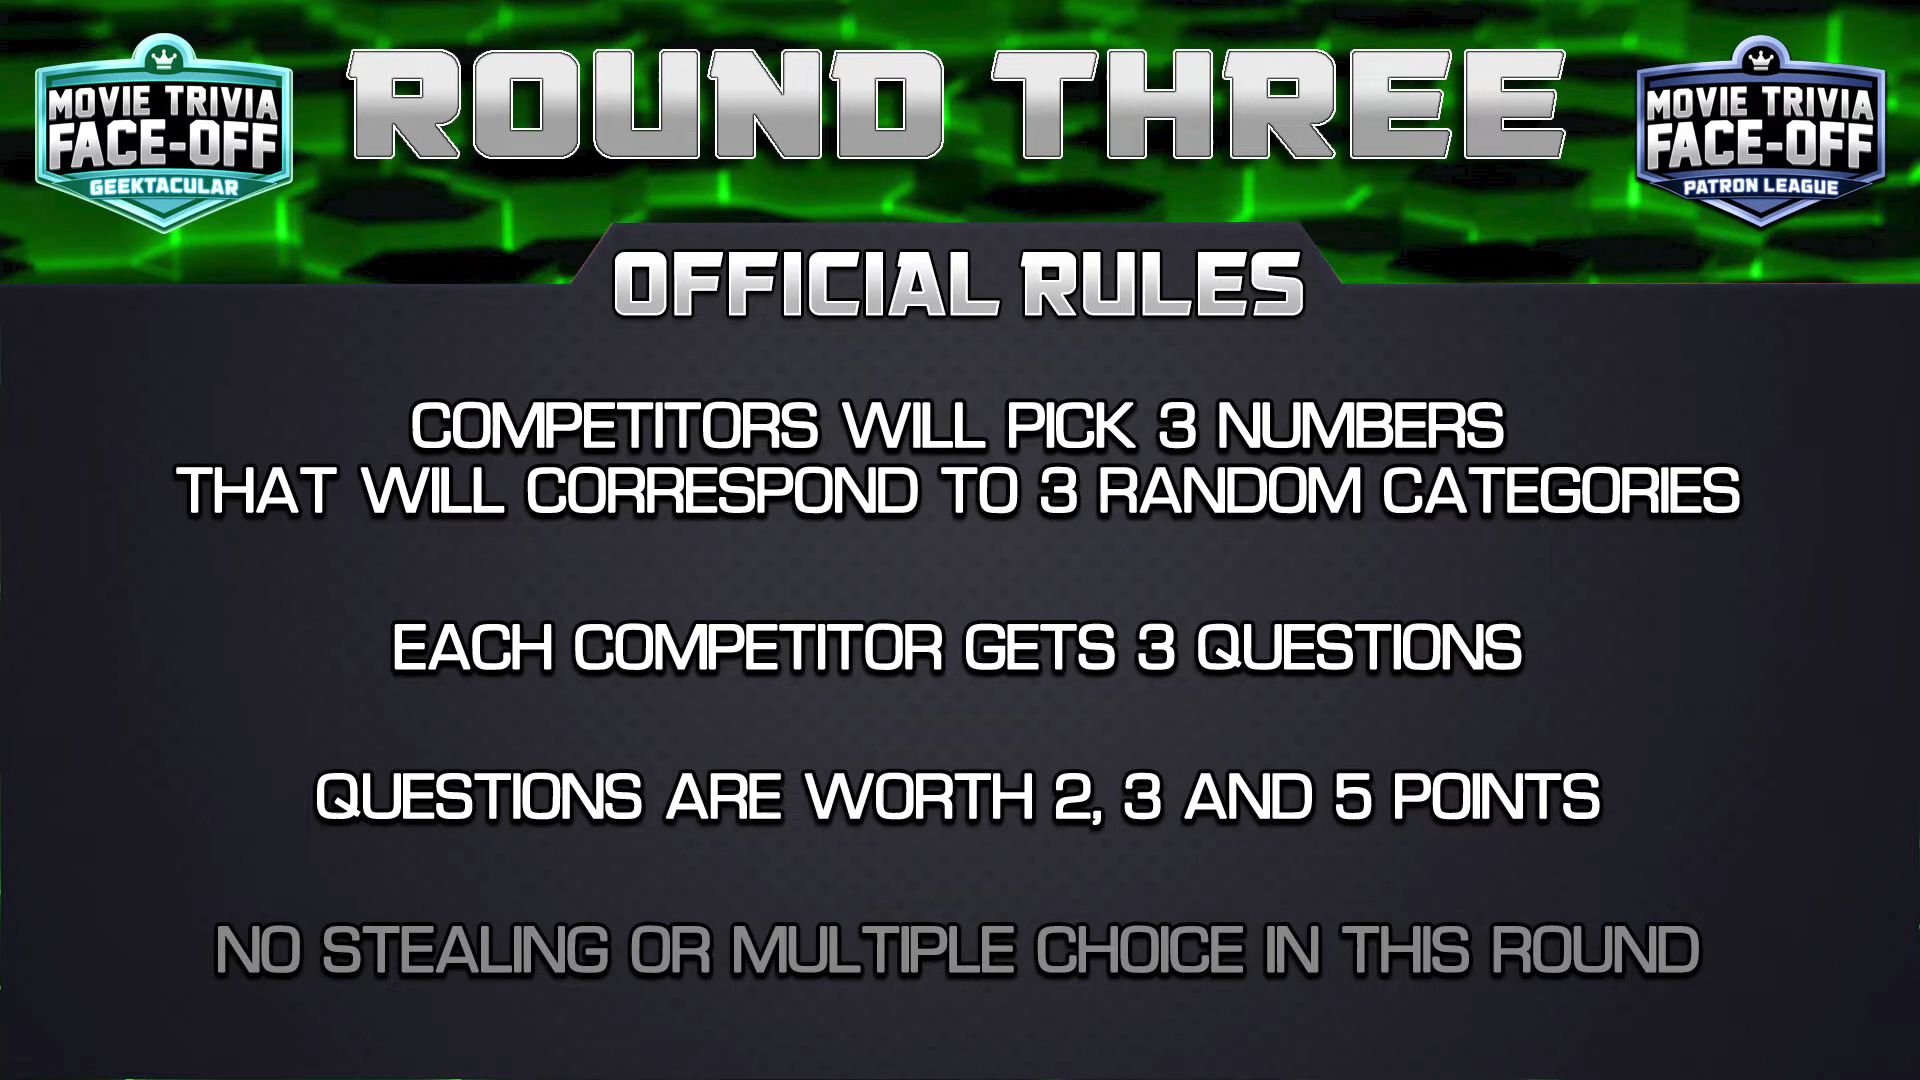 MOVIE TRIVIA
FACE-OFF
GEEKTACULAR
ROUND THREE
MOVIE TRIVIA
FACE-OFF
PATRON LEAGUE
OFFICIAL RULES
COMPETITORS WILL PICK 3 NUMBERS
THAT WILL CORRESPOND TO 3 RANDOM CATEGORIES
EACH COMPETITOR GETS 3 QUESTIONS
QUESTIONS ARE WORTH 2, 3 AND 5 POINTS
NO STEALING OR MULTIPLE CHOICE IN THIS ROUND